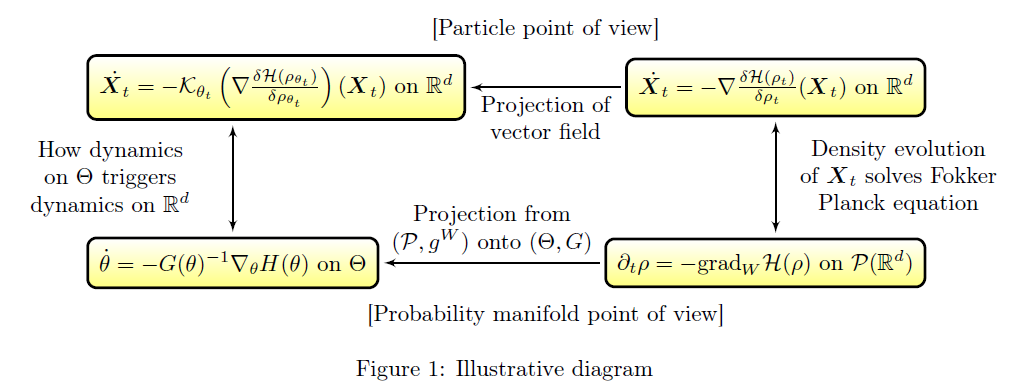 [Particle point of view]
$\dot{\boldsymbol{X}}_t = -\mathcal{K}_{\theta_t}\left(\nabla \frac{\delta \mathcal{H}(\rho_{\theta_t})}{\delta \rho_{\theta_t}}\right)(\boldsymbol{X}_t)$ on $\mathbb{R}^d$
Projection of
vector field
$\dot{\boldsymbol{X}}_t = -\nabla \frac{\delta \mathcal{H}(\rho_t)}{\delta \rho_t}(\boldsymbol{X}_t)$ on $\mathbb{R}^d$
How dynamics
on $\Theta$ triggers
dynamics on $\mathbb{R}^d$
Density evolution
of $\boldsymbol{X}_t$ solves Fokker
Planck equation
Projection from
$(\mathcal{P}, g^W)$ onto $(\Theta, G)$
$\dot{\theta} = -G(\theta)^{-1}\nabla_\theta H(\theta)$ on $\Theta$
$\partial_t \rho = -\mathrm{grad}_W \mathcal{H}(\rho)$ on $\mathcal{P}(\mathbb{R}^d)$
[Probability manifold point of view]
Figure 1: Illustrative diagram